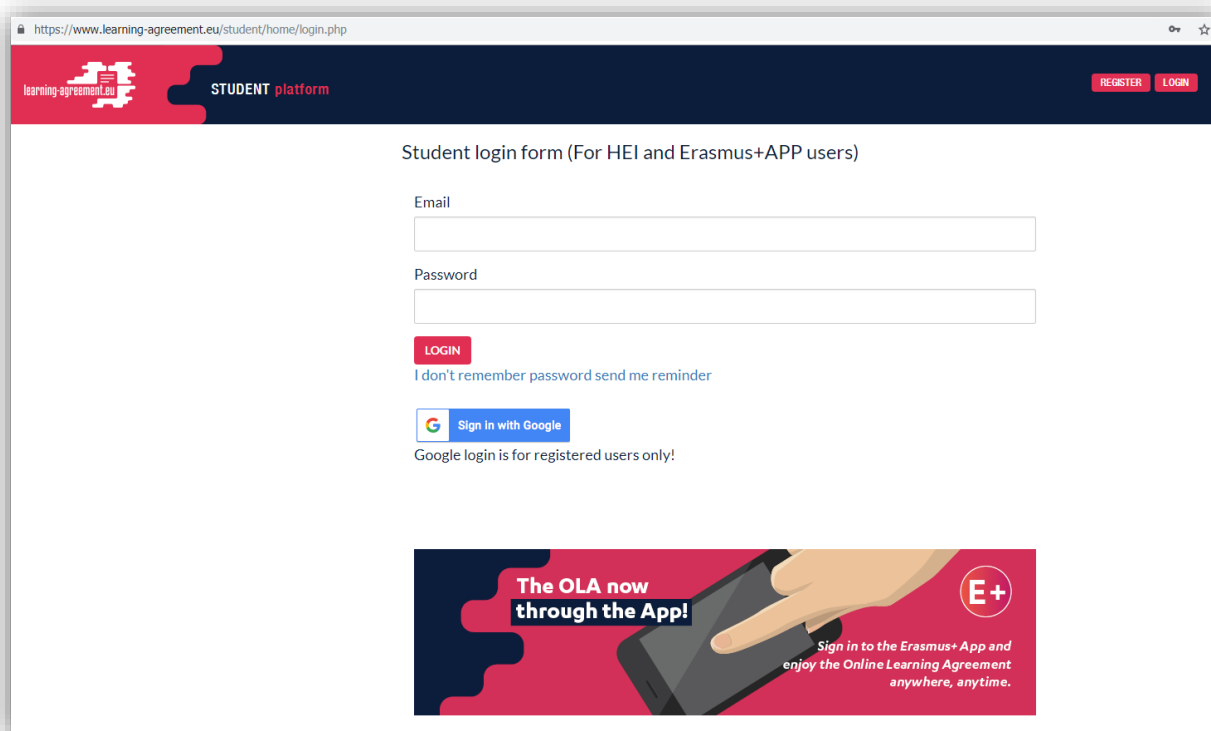 https://www.learning-agreement.eu/student/home/login.php
learning-agreement.eu
STUDENT platform
REGISTER LOGIN
Student login form (For HEI and Erasmus+APP users)
Email
Password
LOGIN
I don't remember password send me reminder
G Sign in with Google
Google login is for registered users only!
The OLA now
through the App!
E+
Sign in to the Erasmus+ App and
enjoy the Online Learning Agreement
anywhere, anytime.